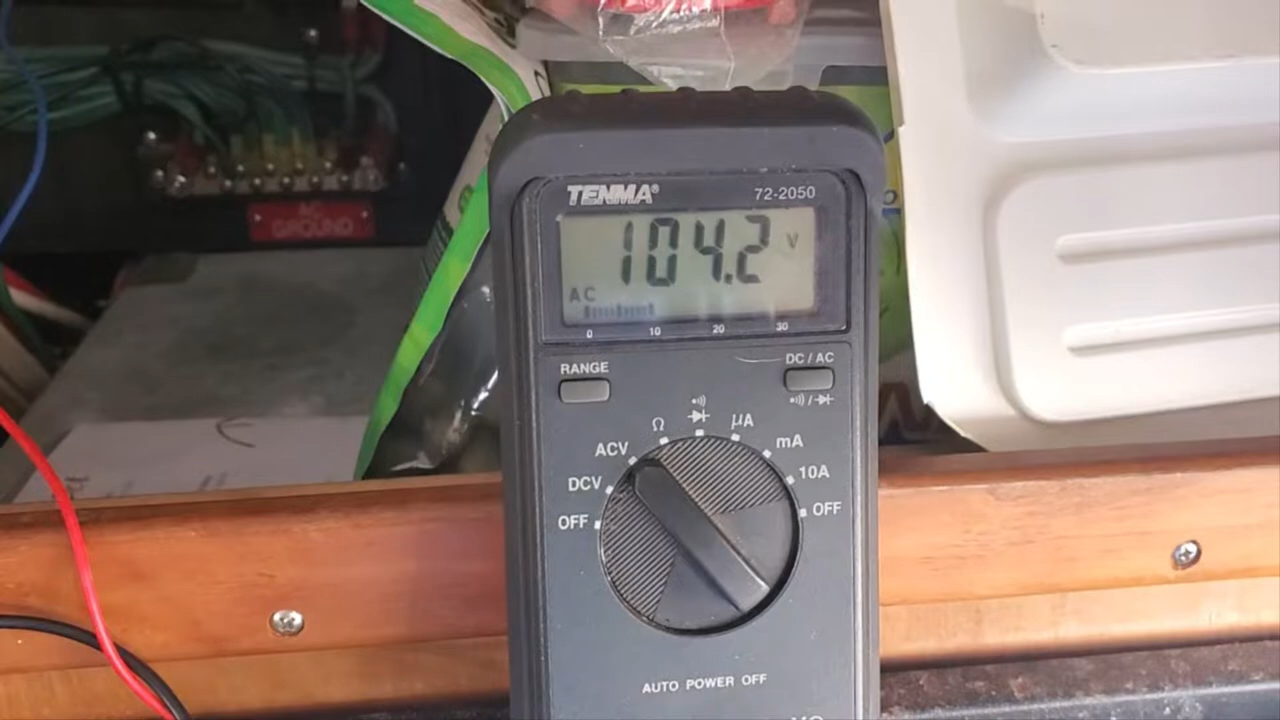 AC
GROUND
TENMA® 72-2050
104.2 V
AC
0 10 20 30
RANGE
DC / AC
Ω
µA
ACV
mA
DCV
10A
OFF
OFF
AUTO POWER OFF